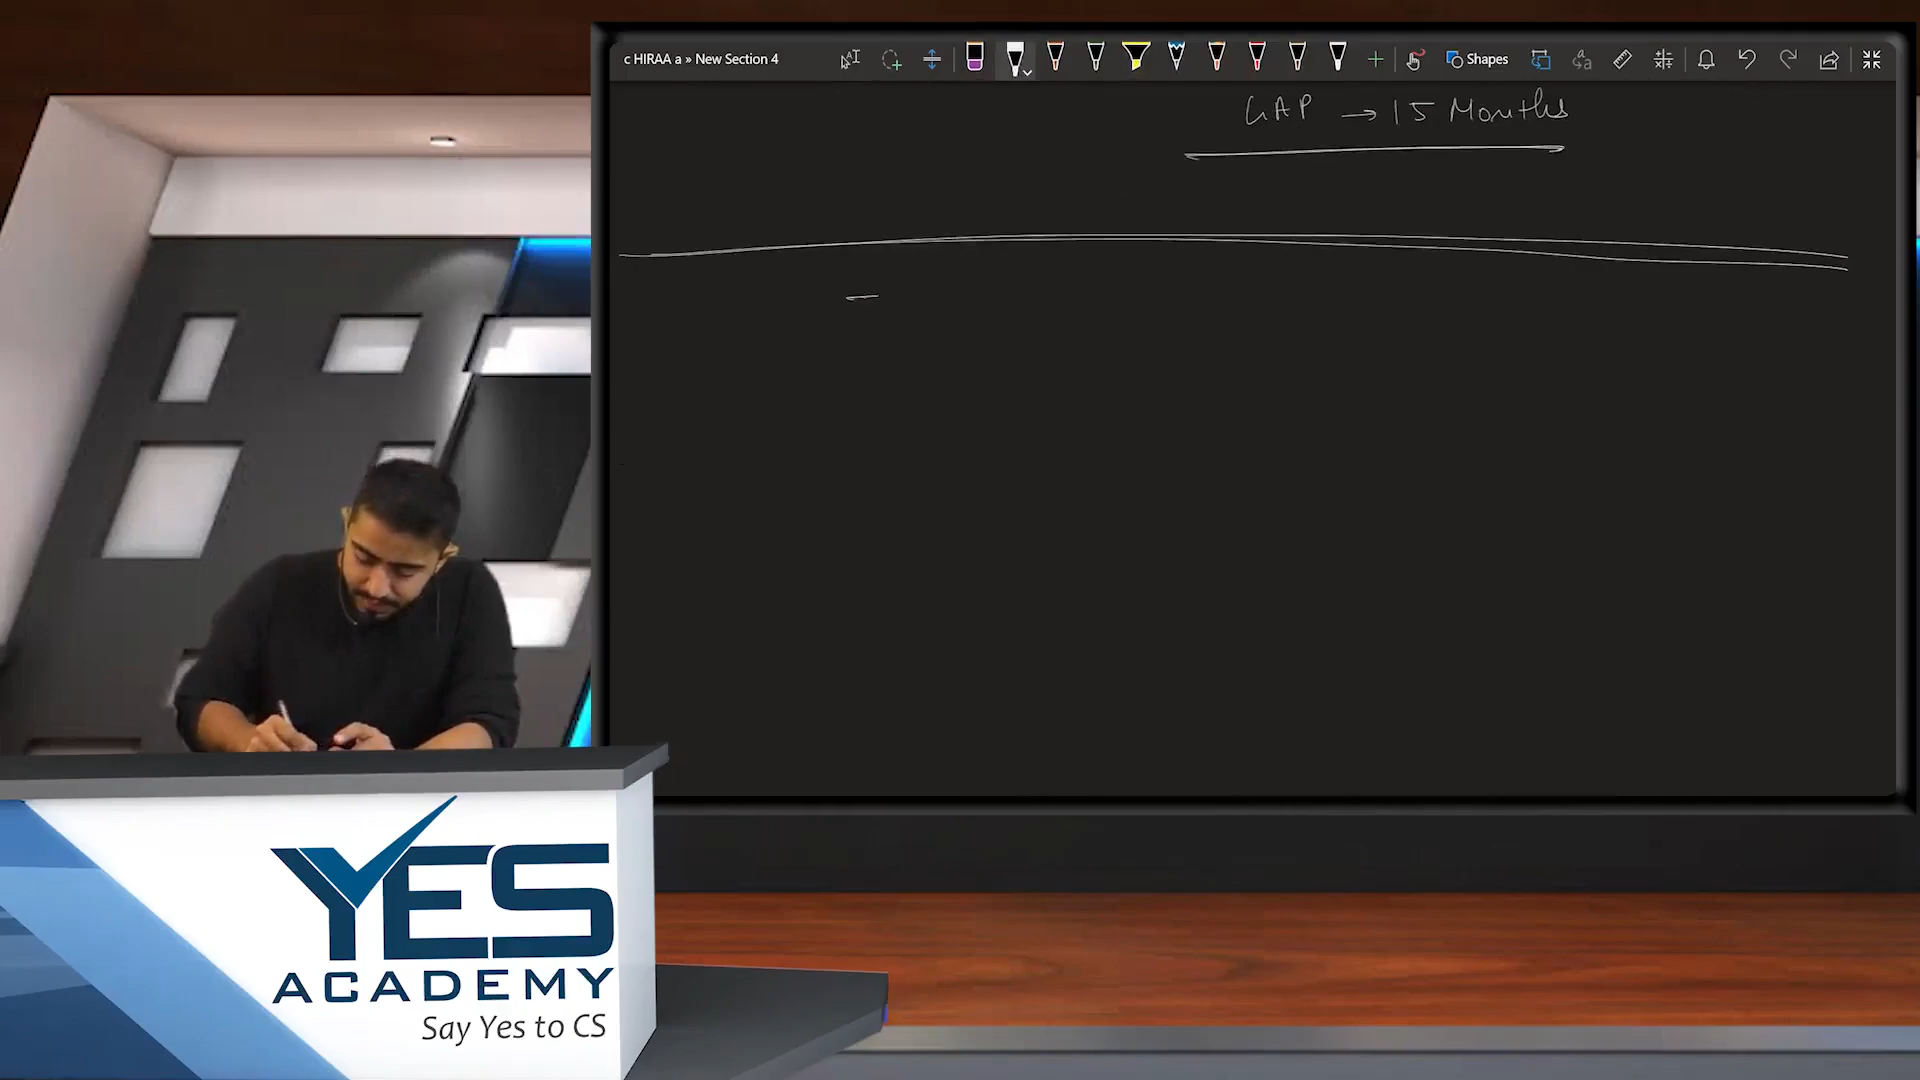 c HIRAA a » New Section 4
Shapes
GAP → 15 Months
YES
ACADEMY
Say Yes to CS